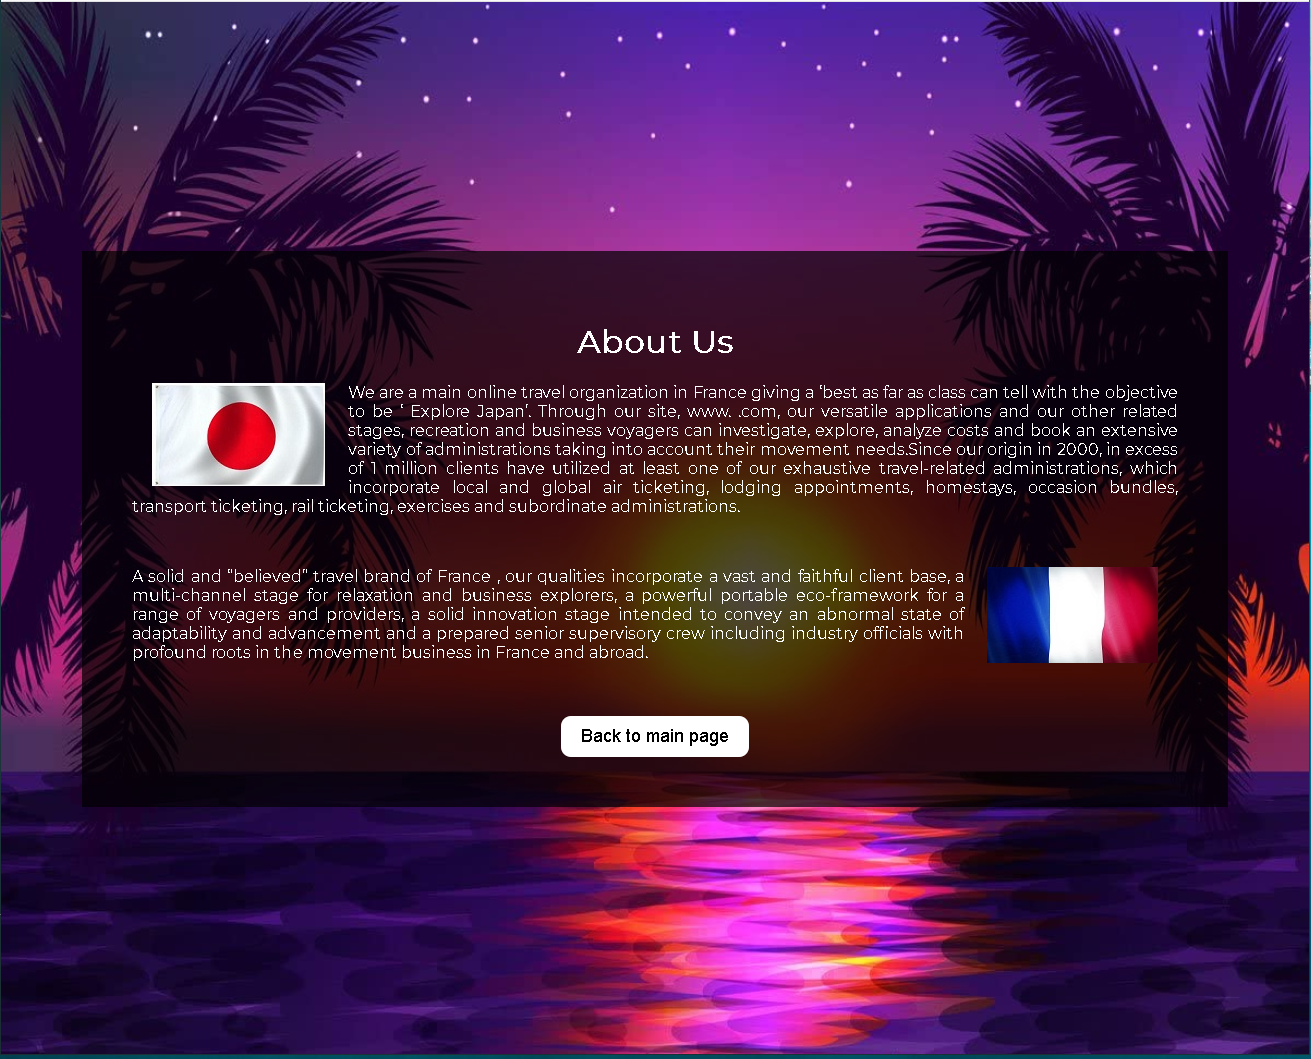 About Us
We are a main online travel organization in France giving a ‘best as far as class can tell with the objective
to be ‘ Explore Japan’. Through our site, www. .com, our versatile applications and our other related
stages, recreation and business voyagers can investigate, explore, analyze costs and book an extensive
variety of administrations taking into account their movement needs.Since our origin in 2000, in excess
of 1 million clients have utilized at least one of our exhaustive travel-related administrations, which
incorporate local and global air ticketing, lodging appointments, homestays, occasion bundles,
transport ticketing, rail ticketing, exercises and subordinate administrations.
A solid and “believed” travel brand of France , our qualities incorporate a vast and faithful client base, a
multi-channel stage for relaxation and business explorers, a powerful portable eco-framework for a
range of voyagers and providers, a solid innovation stage intended to convey an abnormal state of
adaptability and advancement and a prepared senior supervisory crew including industry officials with
profound roots in the movement business in France and abroad.
Back to main page